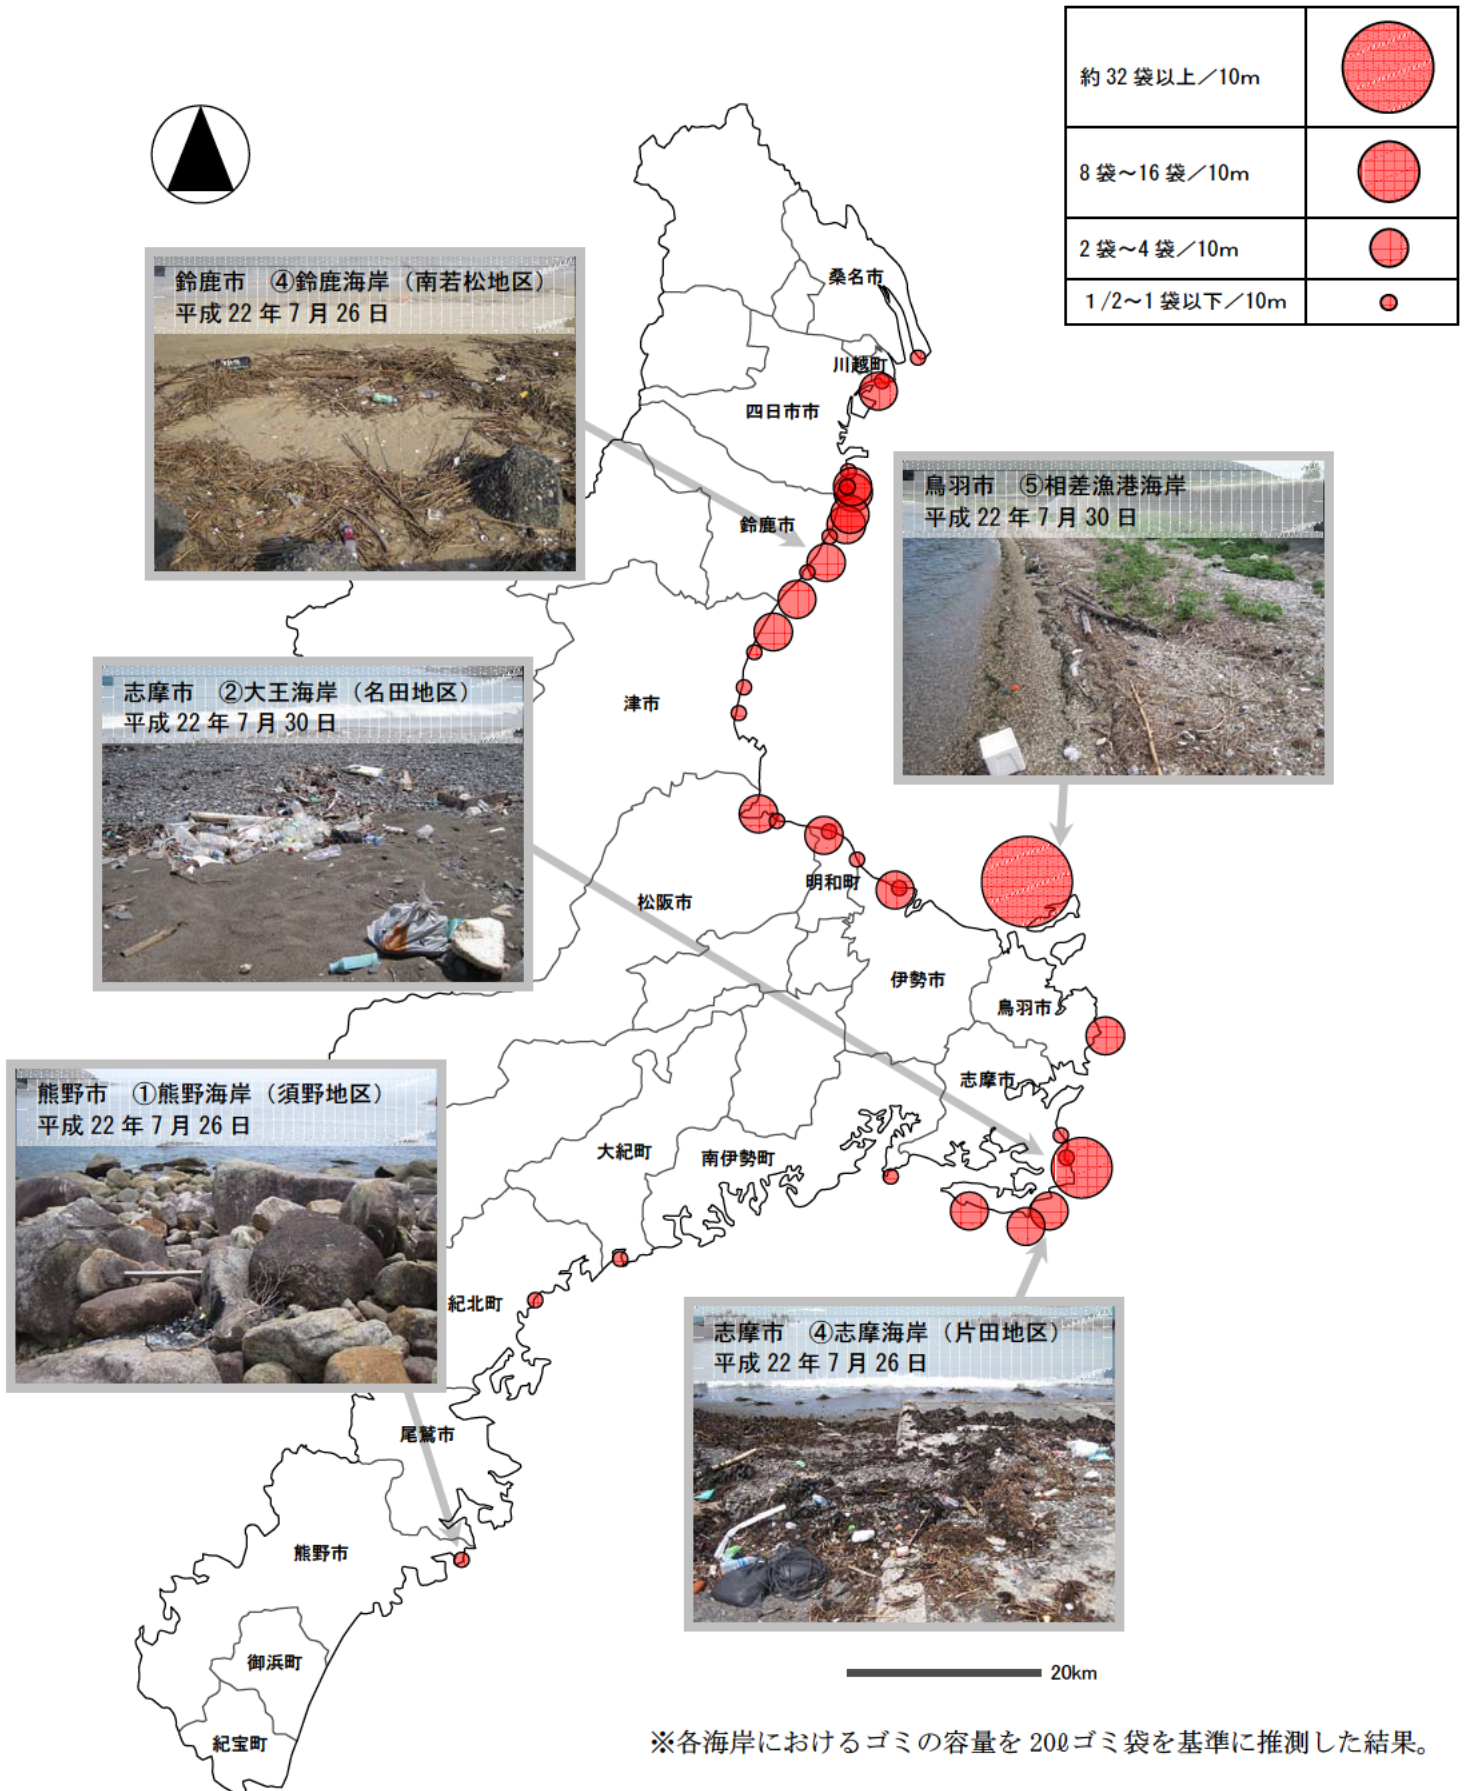 約32袋以上／10m
8袋～16袋／10m
2袋～4袋／10m
1/2～1袋以下／10m
鈴鹿市　④鈴鹿海岸（南若松地区）
平成22年7月26日
桑名市
川越町
四日市市
鈴鹿市
鳥羽市　⑤相差漁港海岸
平成22年7月30日
志摩市　②大王海岸（名田地区）
平成22年7月30日
津市
松阪市
明和町
伊勢市
鳥羽市
志摩市
熊野市　①熊野海岸（須野地区）
平成22年7月26日
大紀町
南伊勢町
紀北町
志摩市　④志摩海岸（片田地区）
平成22年7月26日
尾鷲市
熊野市
御浜町
紀宝町
20km
※各海岸におけるゴミの容量を20ℓゴミ袋を基準に推測した結果。